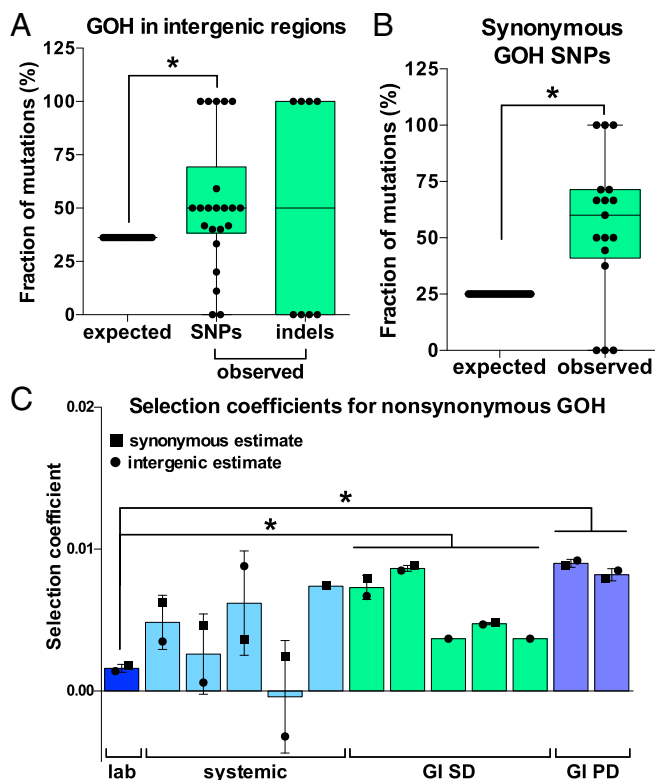 A
GOH in intergenic regions
Fraction of mutations (%)
125
100
75
50
25
0
*
expected
SNPs
indels
observed
B
Synonymous
GOH SNPs
Fraction of mutations (%)
125
100
75
50
25
0
*
expected
observed
C
Selection coefficients for nonsynonymous GOH
synonymous estimate
intergenic estimate
Selection coefficient
0.02
0.01
0.00
*
*
lab
systemic
GI SD
GI PD